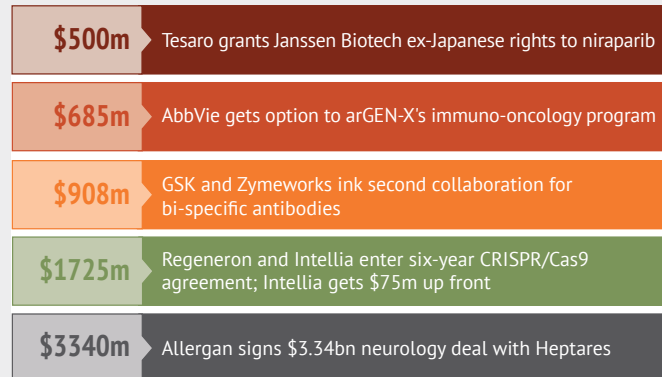 $500m
Tesaro grants Janssen Biotech ex-Japanese rights to niraparib
$685m
AbbVie gets option to arGEN-X's immuno-oncology program
$908m
GSK and Zymeworks ink second collaboration for
bi-specific antibodies
$1725m
Regeneron and Intellia enter six-year CRISPR/Cas9
agreement; Intellia gets $75m up front
$3340m
Allergan signs $3.34bn neurology deal with Heptares